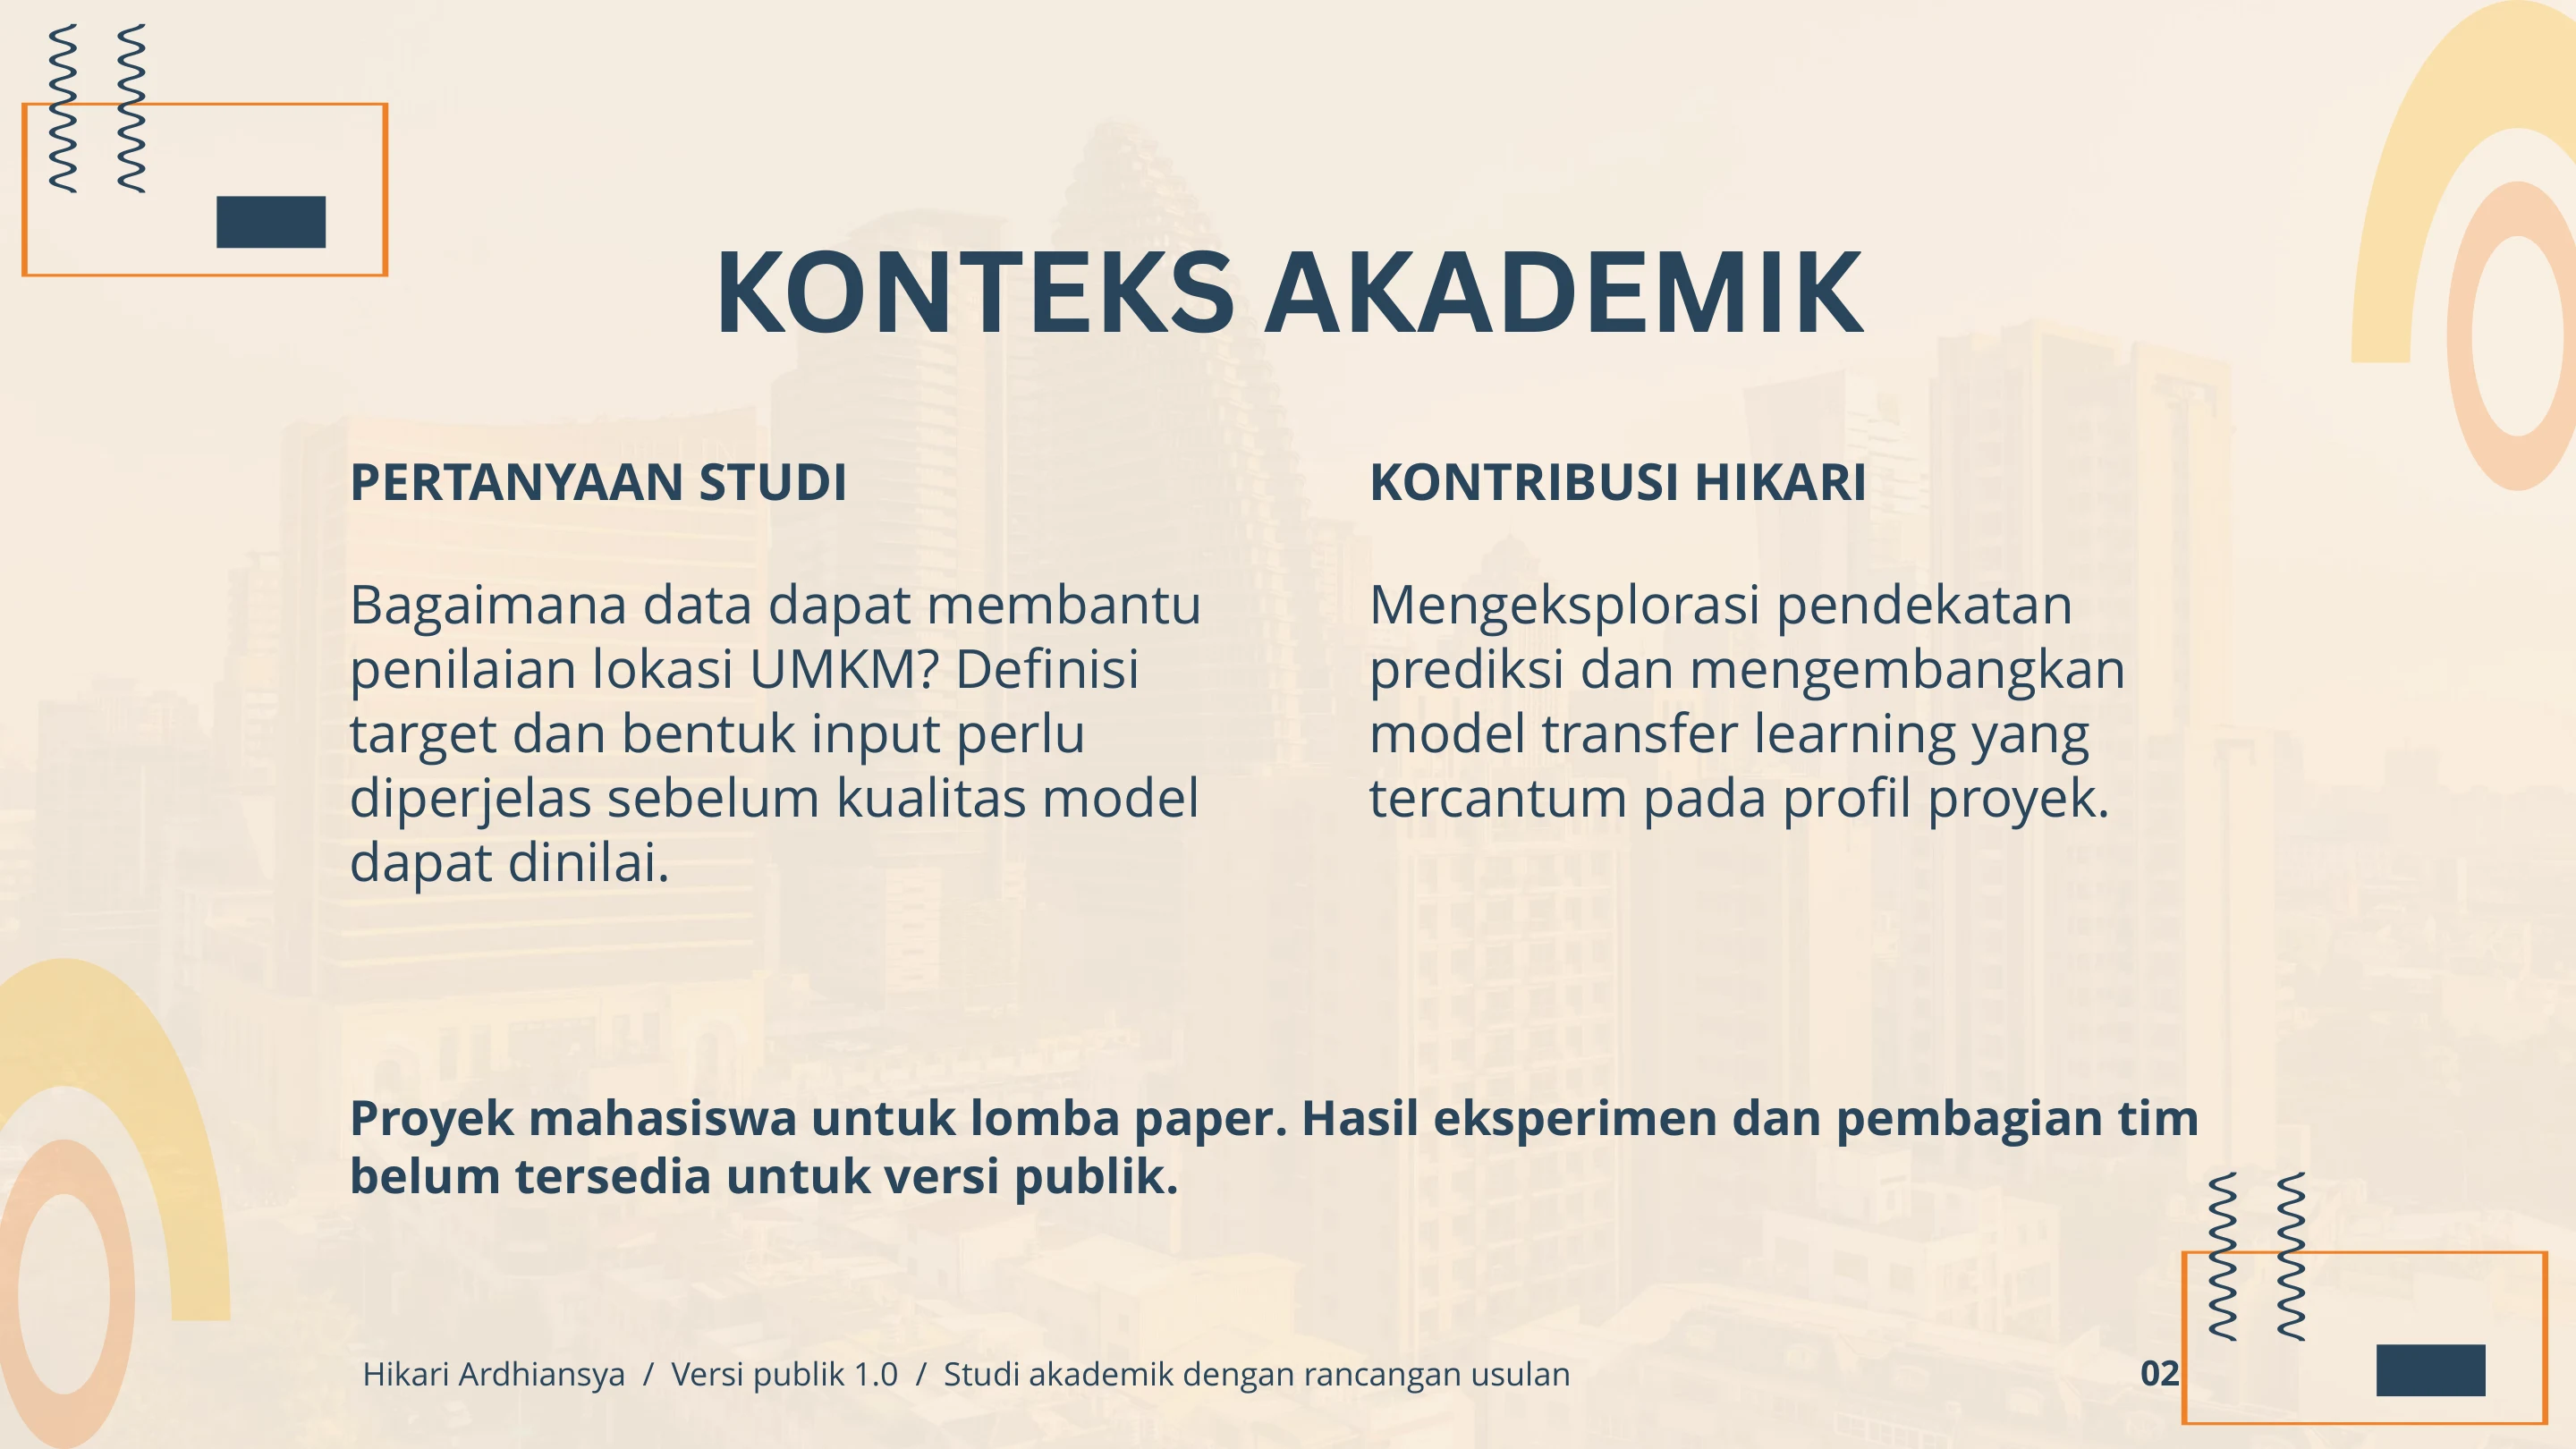 KONTEKS AKADEMIK
PERTANYAAN STUDI
Bagaimana data dapat membantu
penilaian lokasi UMKM? Definisi
target dan bentuk input perlu
diperjelas sebelum kualitas model
dapat dinilai.
KONTRIBUSI HIKARI
Mengeksplorasi pendekatan
prediksi dan mengembangkan
model transfer learning yang
tercantum pada profil proyek.
Proyek mahasiswa untuk lomba paper. Hasil eksperimen dan pembagian tim
belum tersedia untuk versi publik.
Hikari Ardhiansya / Versi publik 1.0 / Studi akademik dengan rancangan usulan
02